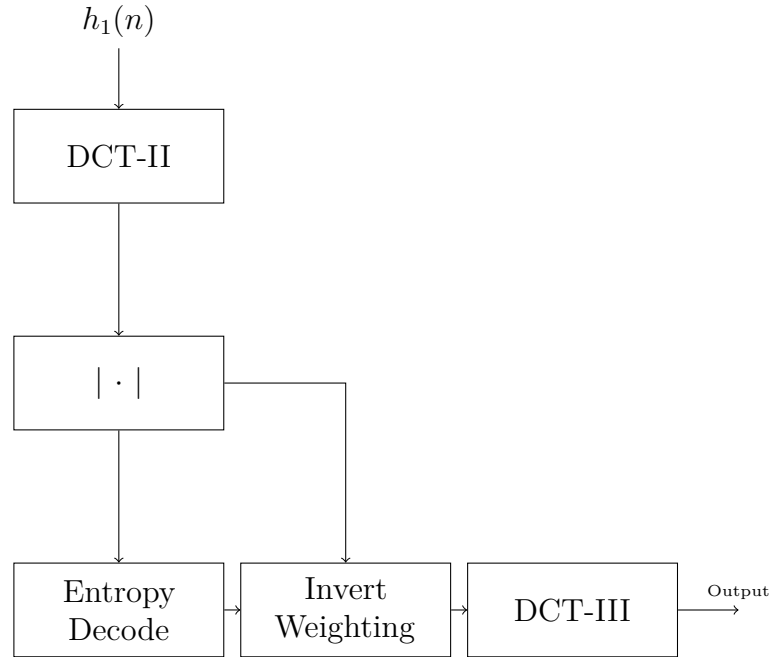 h₁(n)
DCT-II
| · |
Entropy
Decode
Invert
Weighting
DCT-III
Output